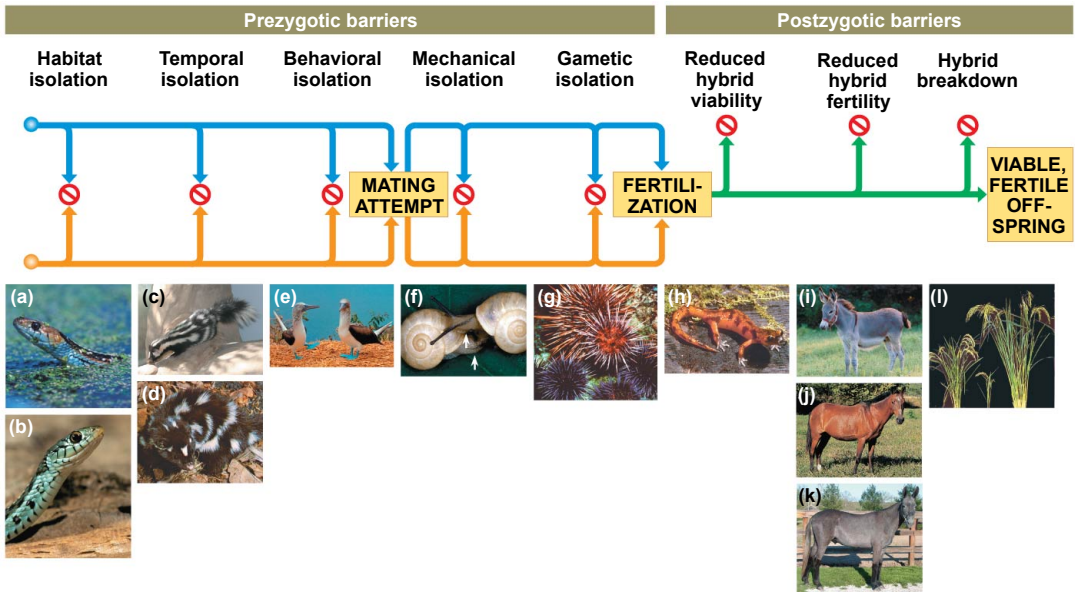 Prezygotic barriers
Postzygotic barriers
Habitat
isolation
Temporal
isolation
Behavioral
isolation
Mechanical
isolation
Gametic
isolation
Reduced
hybrid
viability
Reduced
hybrid
fertility
Hybrid
breakdown
MATING
ATTEMPT
FERTILI-
ZATION
VIABLE,
FERTILE
OFF-
SPRING
(a)
(b)
(c)
(d)
(e)
(f)
(g)
(h)
(i)
(j)
(k)
(l)